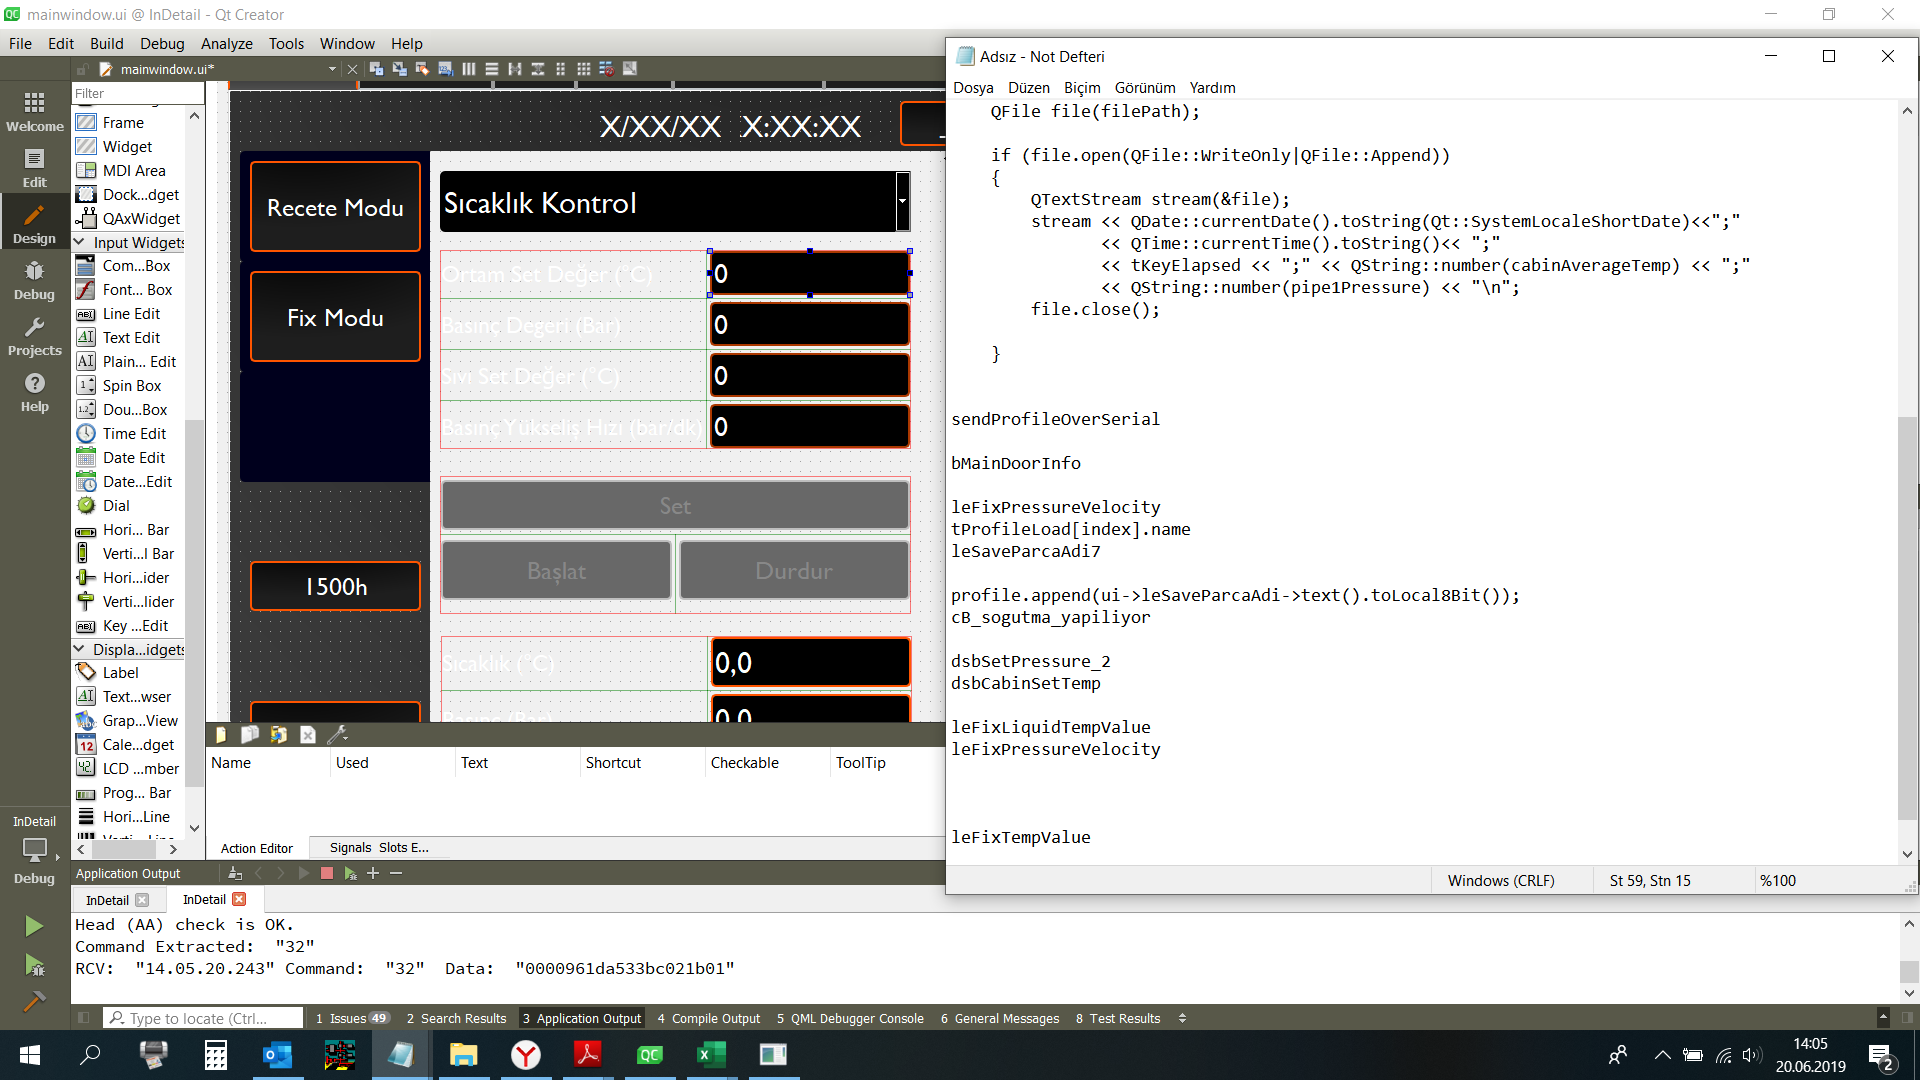 mainwindow.ui @ InDetail - Qt Creator
File Edit Build Debug Analyze Tools Window Help
mainwindow.ui*
Filter
Welcome
Edit
Design
Debug
Projects
Help
InDetail
Debug
Frame
Widget
MDI Area
Dock...dget
QAxWidget
Input Widgets
Com...Box
Font... Box
Line Edit
Text Edit
Plain... Edit
Spin Box
Dou...Box
Time Edit
Date Edit
Date...Edit
Dial
Hori... Bar
Verti...l Bar
Hori...ider
Verti...lider
Key ...Edit
Displa...idgets
Label
Text...wser
Grap...View
Cale...dget
LCD ...mber
Prog... Bar
Hori...Line
X/XX/XX X:XX:XX
Recete Modu
Fix Modu
1500h
Sıcaklık Kontrol
Ortam Set Değer (°C) 0
Basınç Degeri (Bar) 0
Sıvı Set Değer (°C) 0
Basınç Yükseliş Hızı (bar/dk) 0
Set
Başlat Durdur
Sıcaklık (°C) 0,0
Basınç (Bar) 0,0
Name Used Text Shortcut Checkable ToolTip
Action Editor Signals Slots E...
Application Output
InDetail InDetail
Head (AA) check is OK.
Command Extracted: "32"
RCV: "14.05.20.243" Command: "32" Data: "0000961da533bc021b01"
Type to locate (Ctrl... 1 Issues 49 2 Search Results 3 Application Output 4 Compile Output 5 QML Debugger Console 6 General Messages 8 Test Results
Adsız - Not Defteri
Dosya Düzen Biçim Görünüm Yardım
QFile file(filePath);
if (file.open(QFile::WriteOnly|QFile::Append))
{
QTextStream stream(&file);
stream << QDate::currentDate().toString(Qt::SystemLocaleShortDate)<<";"
<< QTime::currentTime().toString()<< ";"
<< tKeyElapsed << ";" << QString::number(cabinAverageTemp) << ";"
<< QString::number(pipe1Pressure) << "\n";
file.close();
}
sendProfileOverSerial
bMainDoorInfo
leFixPressureVelocity
tProfileLoad[index].name
leSaveParcaAdi7
profile.append(ui->leSaveParcaAdi->text().toLocal8Bit());
cB_sogutma_yapiliyor
dsbSetPressure_2
dsbCabinSetTemp
leFixLiquidTempValue
leFixPressureVelocity
leFixTempValue
Windows (CRLF) St 59, Stn 15 %100
14:05
20.06.2019
2